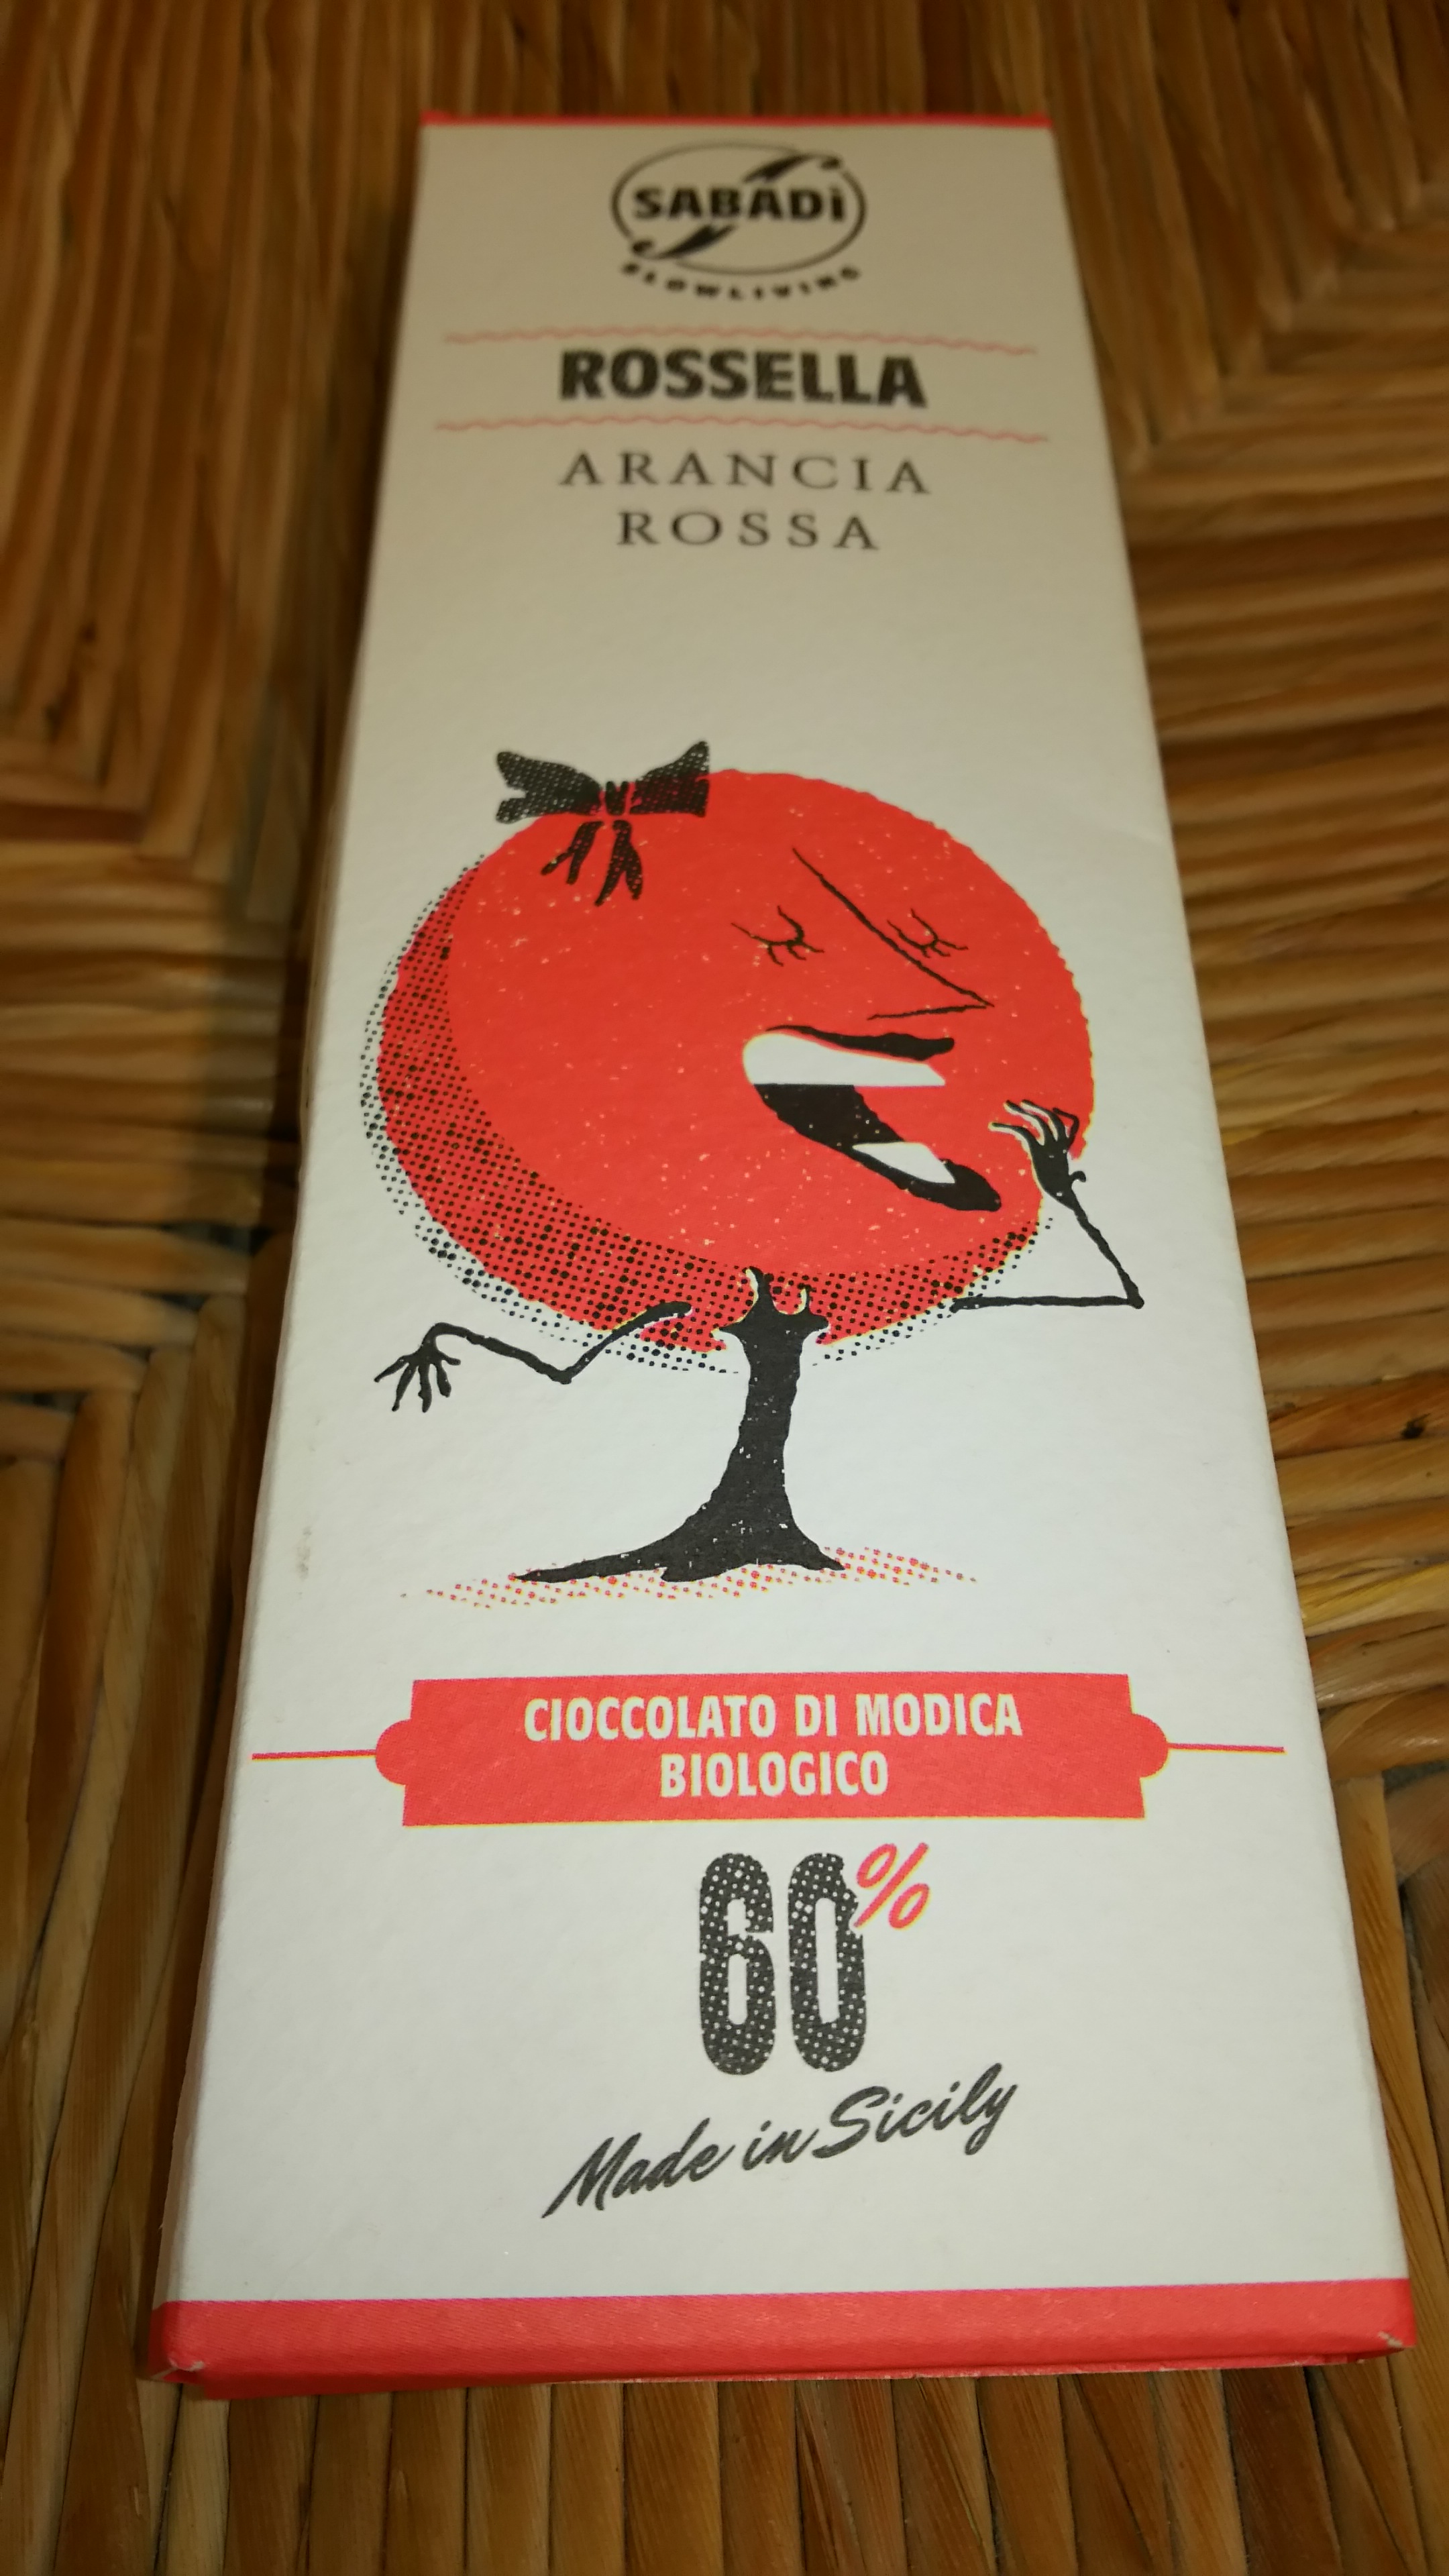 SABADÌ
SLOWLIVING
ROSSELLA
ARANCIA
ROSSA
CIOCCOLATO DI MODICA
BIOLOGICO
60%
Made in Sicily